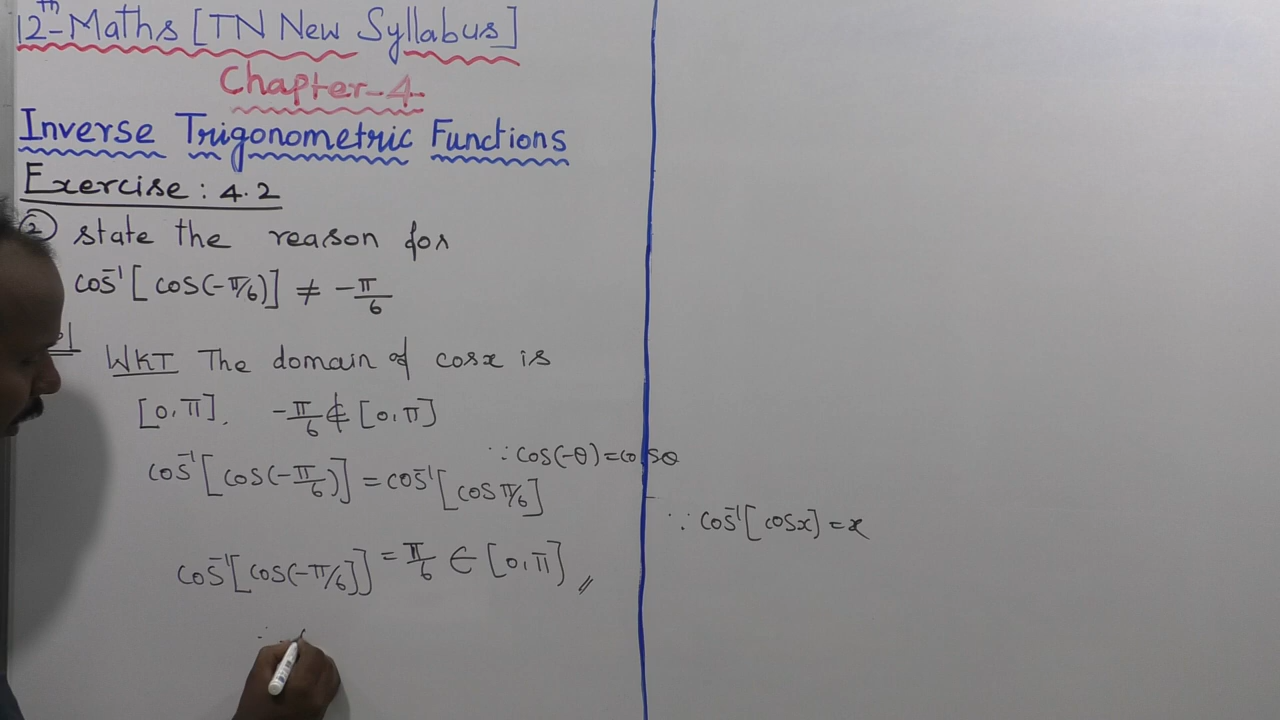 12th-Maths [TN New Syllabus]
Chapter-4
Inverse Trigonometric Functions
Exercise : 4.2
② state the reason for
cos⁻¹[cos(-π/6)] ≠ -π/6
WKT The domain of cosx is
[0,π], -π/6 ∉ [0,π]
∵ cos(-θ)=cosθ
cos⁻¹[cos(-π/6)] = cos⁻¹[cos π/6]
∵ cos⁻¹[cosx] = x
cos⁻¹[cos(-π/6)] = π/6 ∈ [0,π] //